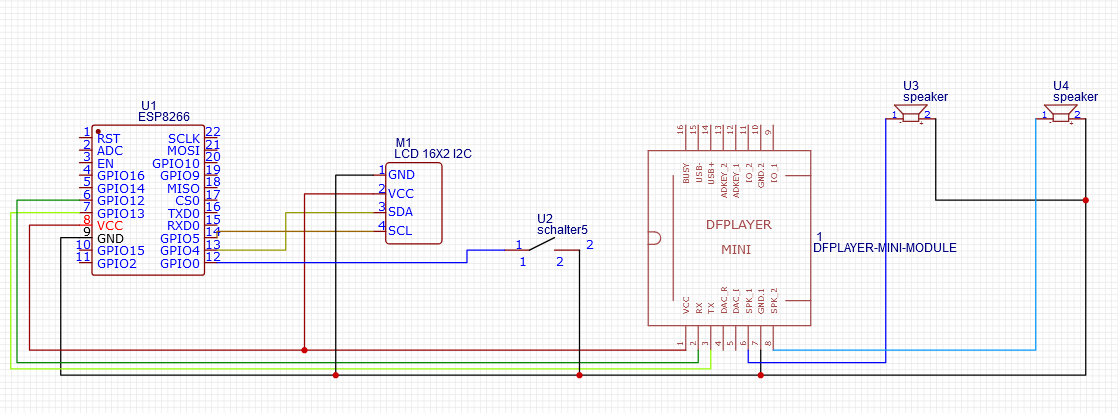 U1
ESP8266
1 RST SCLK 22
2 ADC MOSI 21
3 EN GPIO10 20
4 GPIO16 GPIO9 19
5 GPIO14 MISO 18
6 GPIO12 CS0 17
7 GPIO13 TXD0 16
8 VCC RXD0 15
9 GND GPIO5 14
10 GPIO15 GPIO4 13
11 GPIO2 GPIO0 12
M1
LCD 16X2 I2C
1 GND
2 VCC
3 SDA
4 SCL
U2
schalter5
1 2
1 2
16 15 14 13 12 11 10 9
BUSY USB- USB+ ADKEY_2 ADKEY_1 IO_2 GND.2 IO_1
DFPLAYER
MINI
VCC RX TX DAC_R DAC_I SPK_1 GND.1 SPK_2
1 2 3 4 5 6 7 8
1
DFPLAYER-MINI-MODULE
U3
speaker
1 2
- +
U4
speaker
1 2
- +